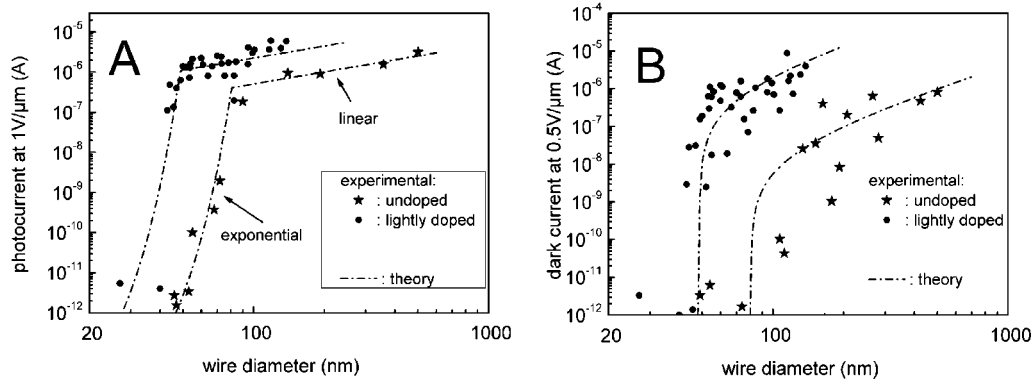 A
photocurrent at 1V/µm (A)
10⁻⁵
10⁻⁶
10⁻⁷
10⁻⁸
10⁻⁹
10⁻¹⁰
10⁻¹¹
10⁻¹²
linear
exponential
experimental:
: undoped
: lightly doped
: theory
20 100 1000
wire diameter (nm)
B
dark current at 0.5V/µm (A)
10⁻⁵
10⁻⁶
10⁻⁷
10⁻⁸
10⁻⁹
10⁻¹⁰
10⁻¹¹
10⁻¹²
experimental:
: undoped
: lightly doped
: theory
20 100 1000
wire diameter (nm)